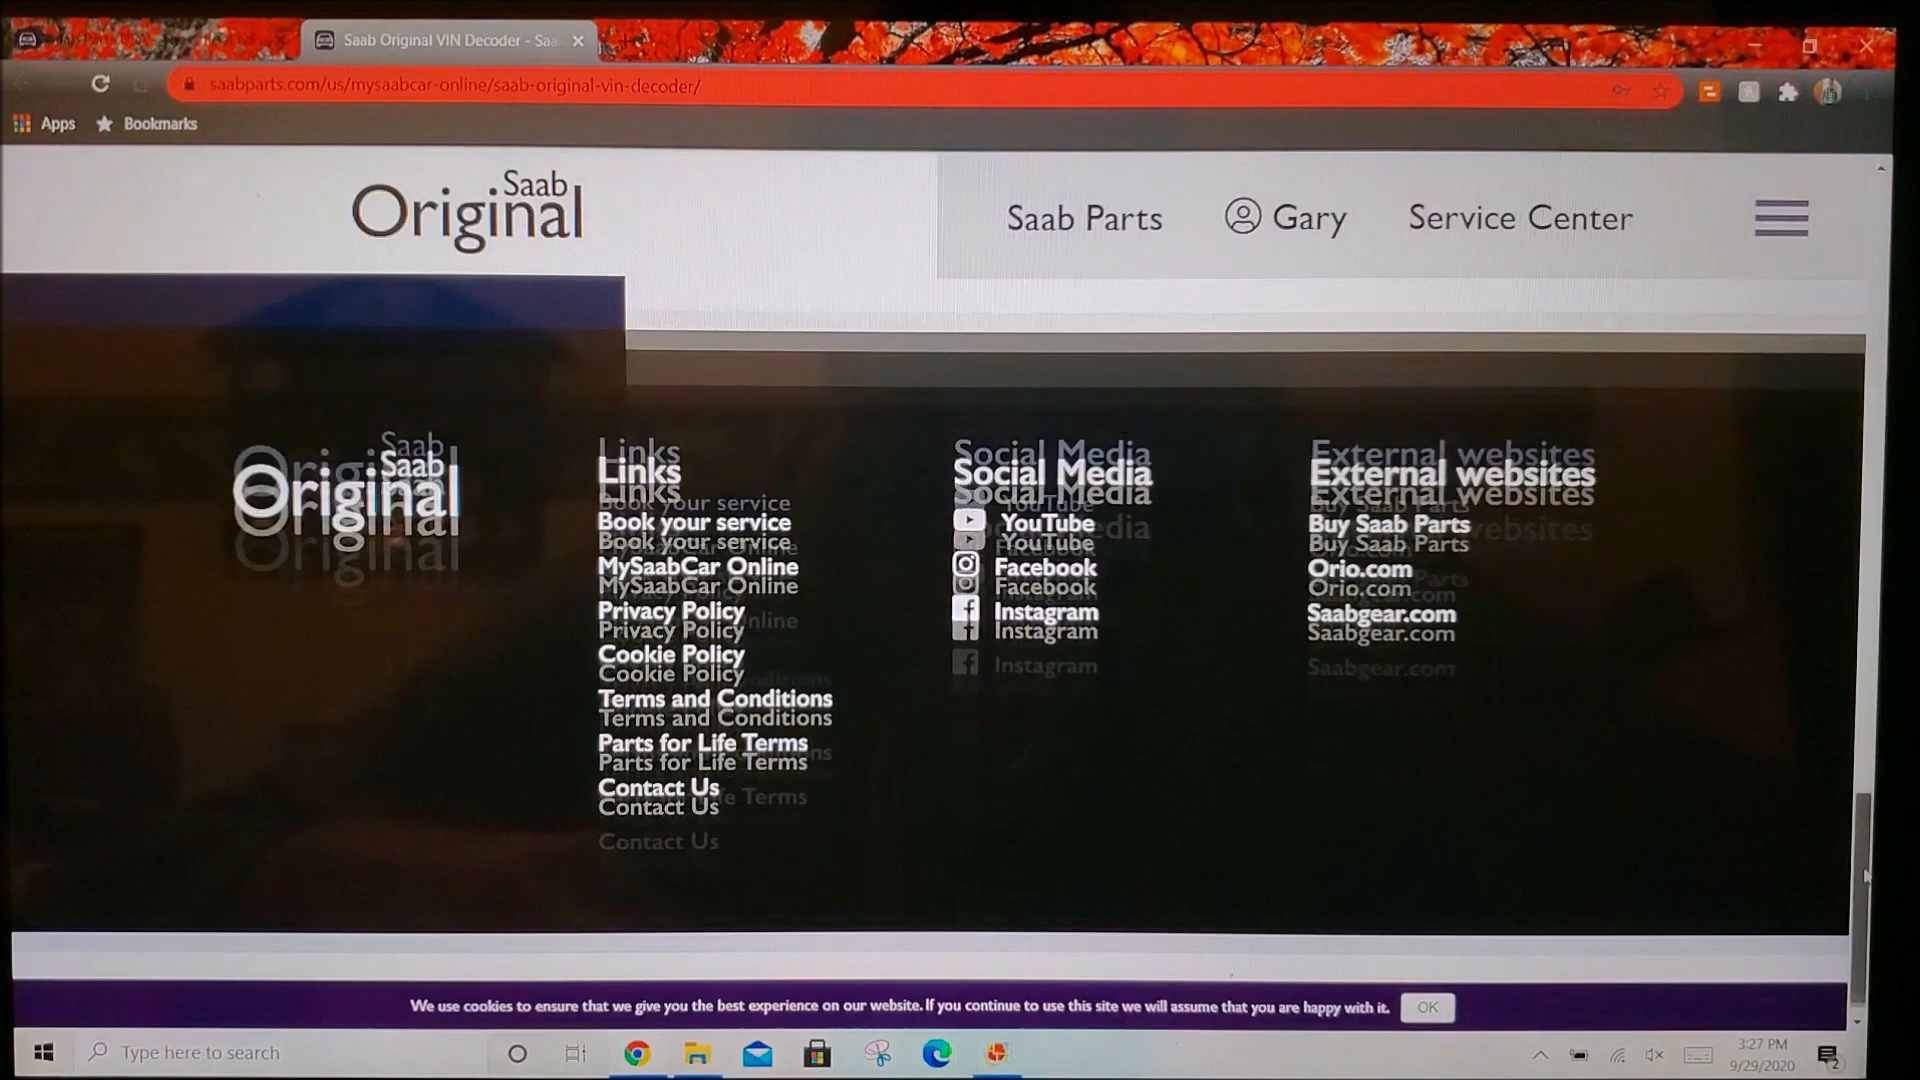 Saab Original VIN Decoder - Saa
saabparts.com/us/mysaabcar-online/saab-original-vin-decoder/
Apps
Bookmarks
Saab
Original
Saab Parts
Gary
Service Center
Saab
Original
Links
Book your service
MySaabCar Online
Privacy Policy
Cookie Policy
Terms and Conditions
Parts for Life Terms
Contact Us
Social Media
YouTube
Facebook
Instagram
External websites
Buy Saab Parts
Orio.com
Saabgear.com
We use cookies to ensure that we give you the best experience on our website. If you continue to use this site we will assume that you are happy with it.
OK
Type here to search
3:27 PM
9/29/2020
2